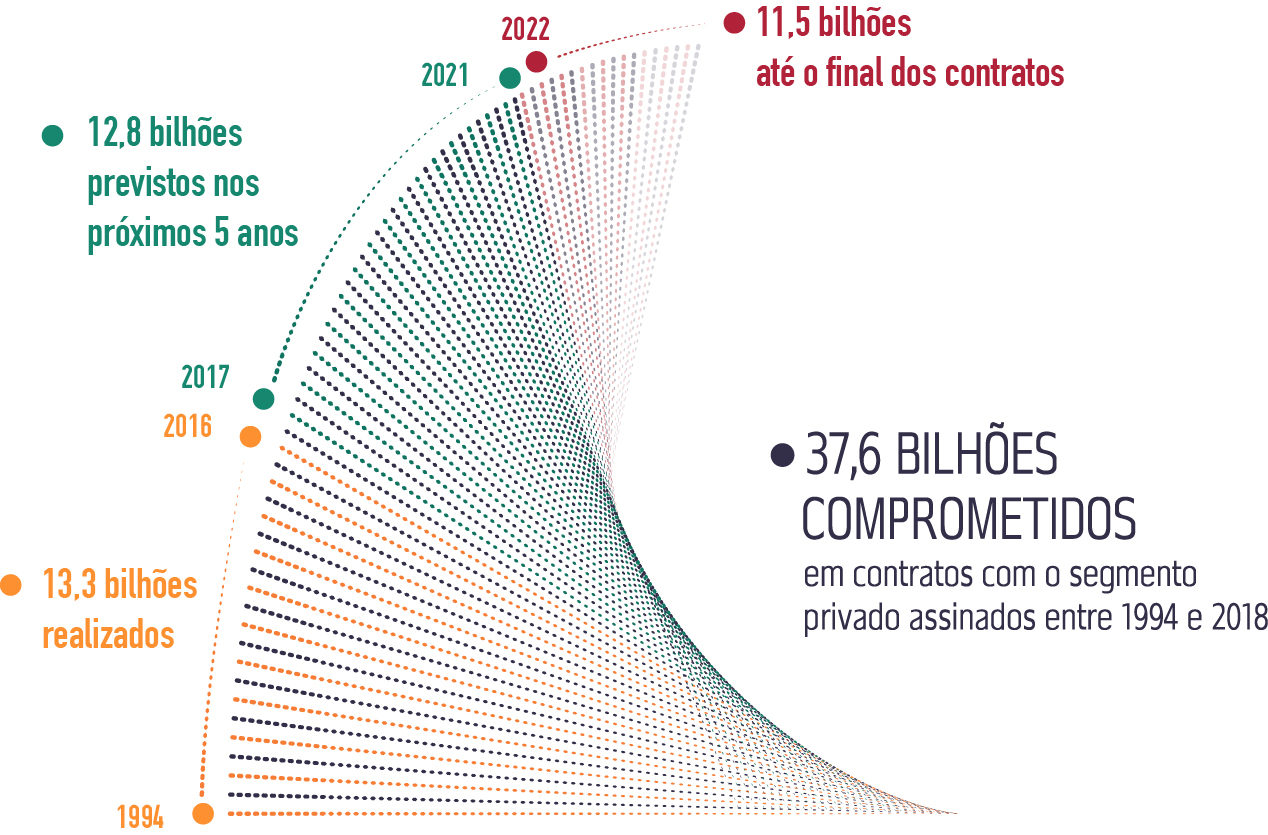 2022
11,5 bilhões
até o final dos contratos
2021
12,8 bilhões
previstos nos
próximos 5 anos
2017
2016
37,6 BILHÕES
COMPROMETIDOS
em contratos com o segmento
privado assinados entre 1994 e 2018
13,3 bilhões
realizados
1994